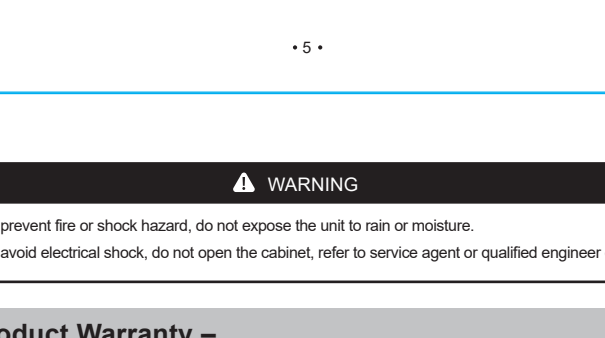 • 5 •
WARNING
prevent fire or shock hazard, do not expose the unit to rain or moisture.
avoid electrical shock, do not open the cabinet, refer to service agent or qualified engineer
oduct Warranty –